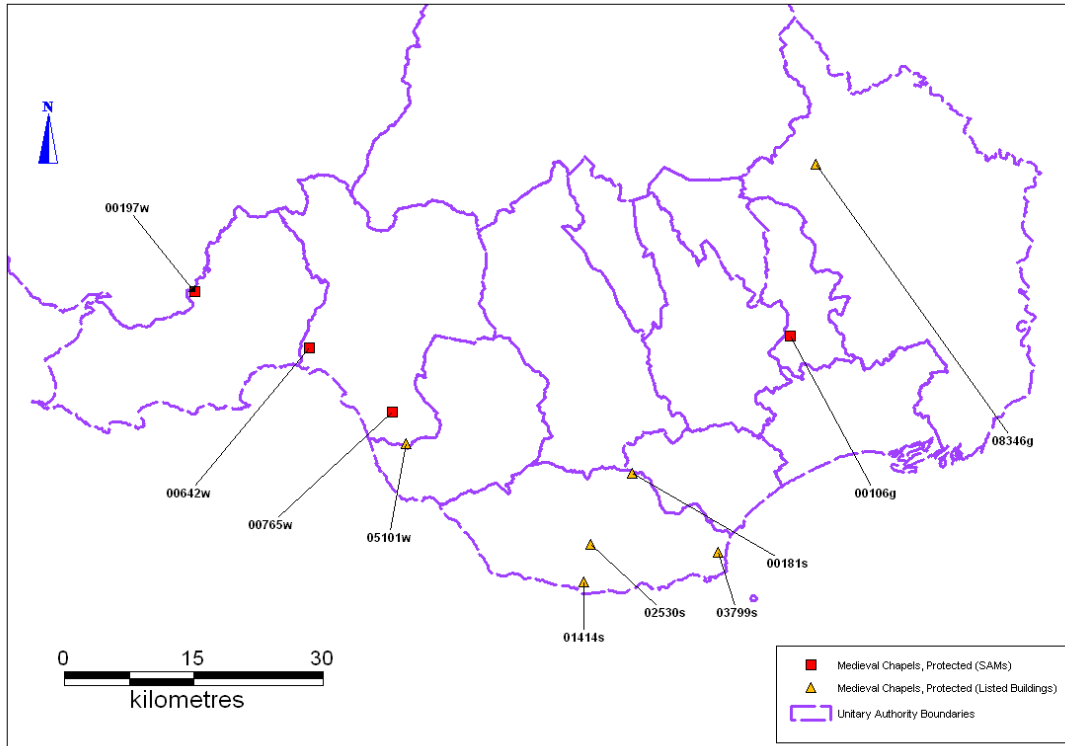 N
00197w
08346g
00642w
00106g
00765w
05101w
00181s
02530s
03799s
01414s
0 15 30
kilometres
Medieval Chapels, Protected (SAMs)
Medieval Chapels, Protected (Listed Buildings)
Unitary Authority Boundaries